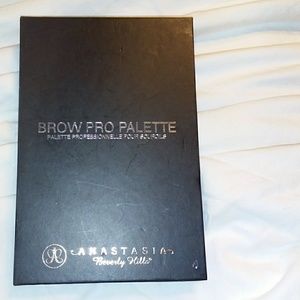 BROW PRO PALETTE
PALETTE PROFESSIONNELLE POUR SOURCILS
ANASTASIA
Beverly Hills®